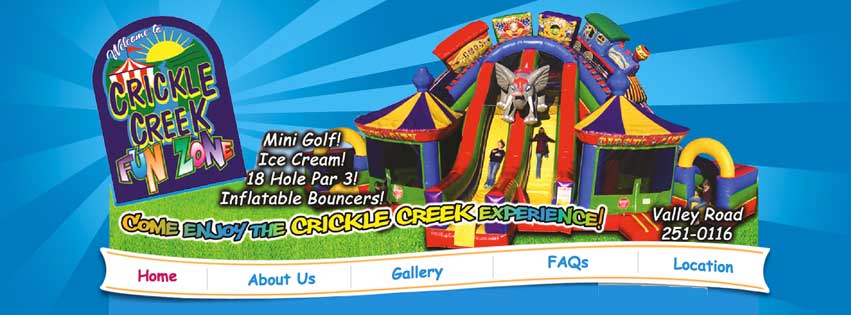 Welcome to
CRICKLE
CREEK
FUN ZONE
Mini Golf!
Ice Cream!
18 Hole Par 3!
Inflatable Bouncers!
COME ENJOY THE CRICKLE CREEK EXPERIENCE!
Valley Road
251-0116
Home
About Us
Gallery
FAQs
Location